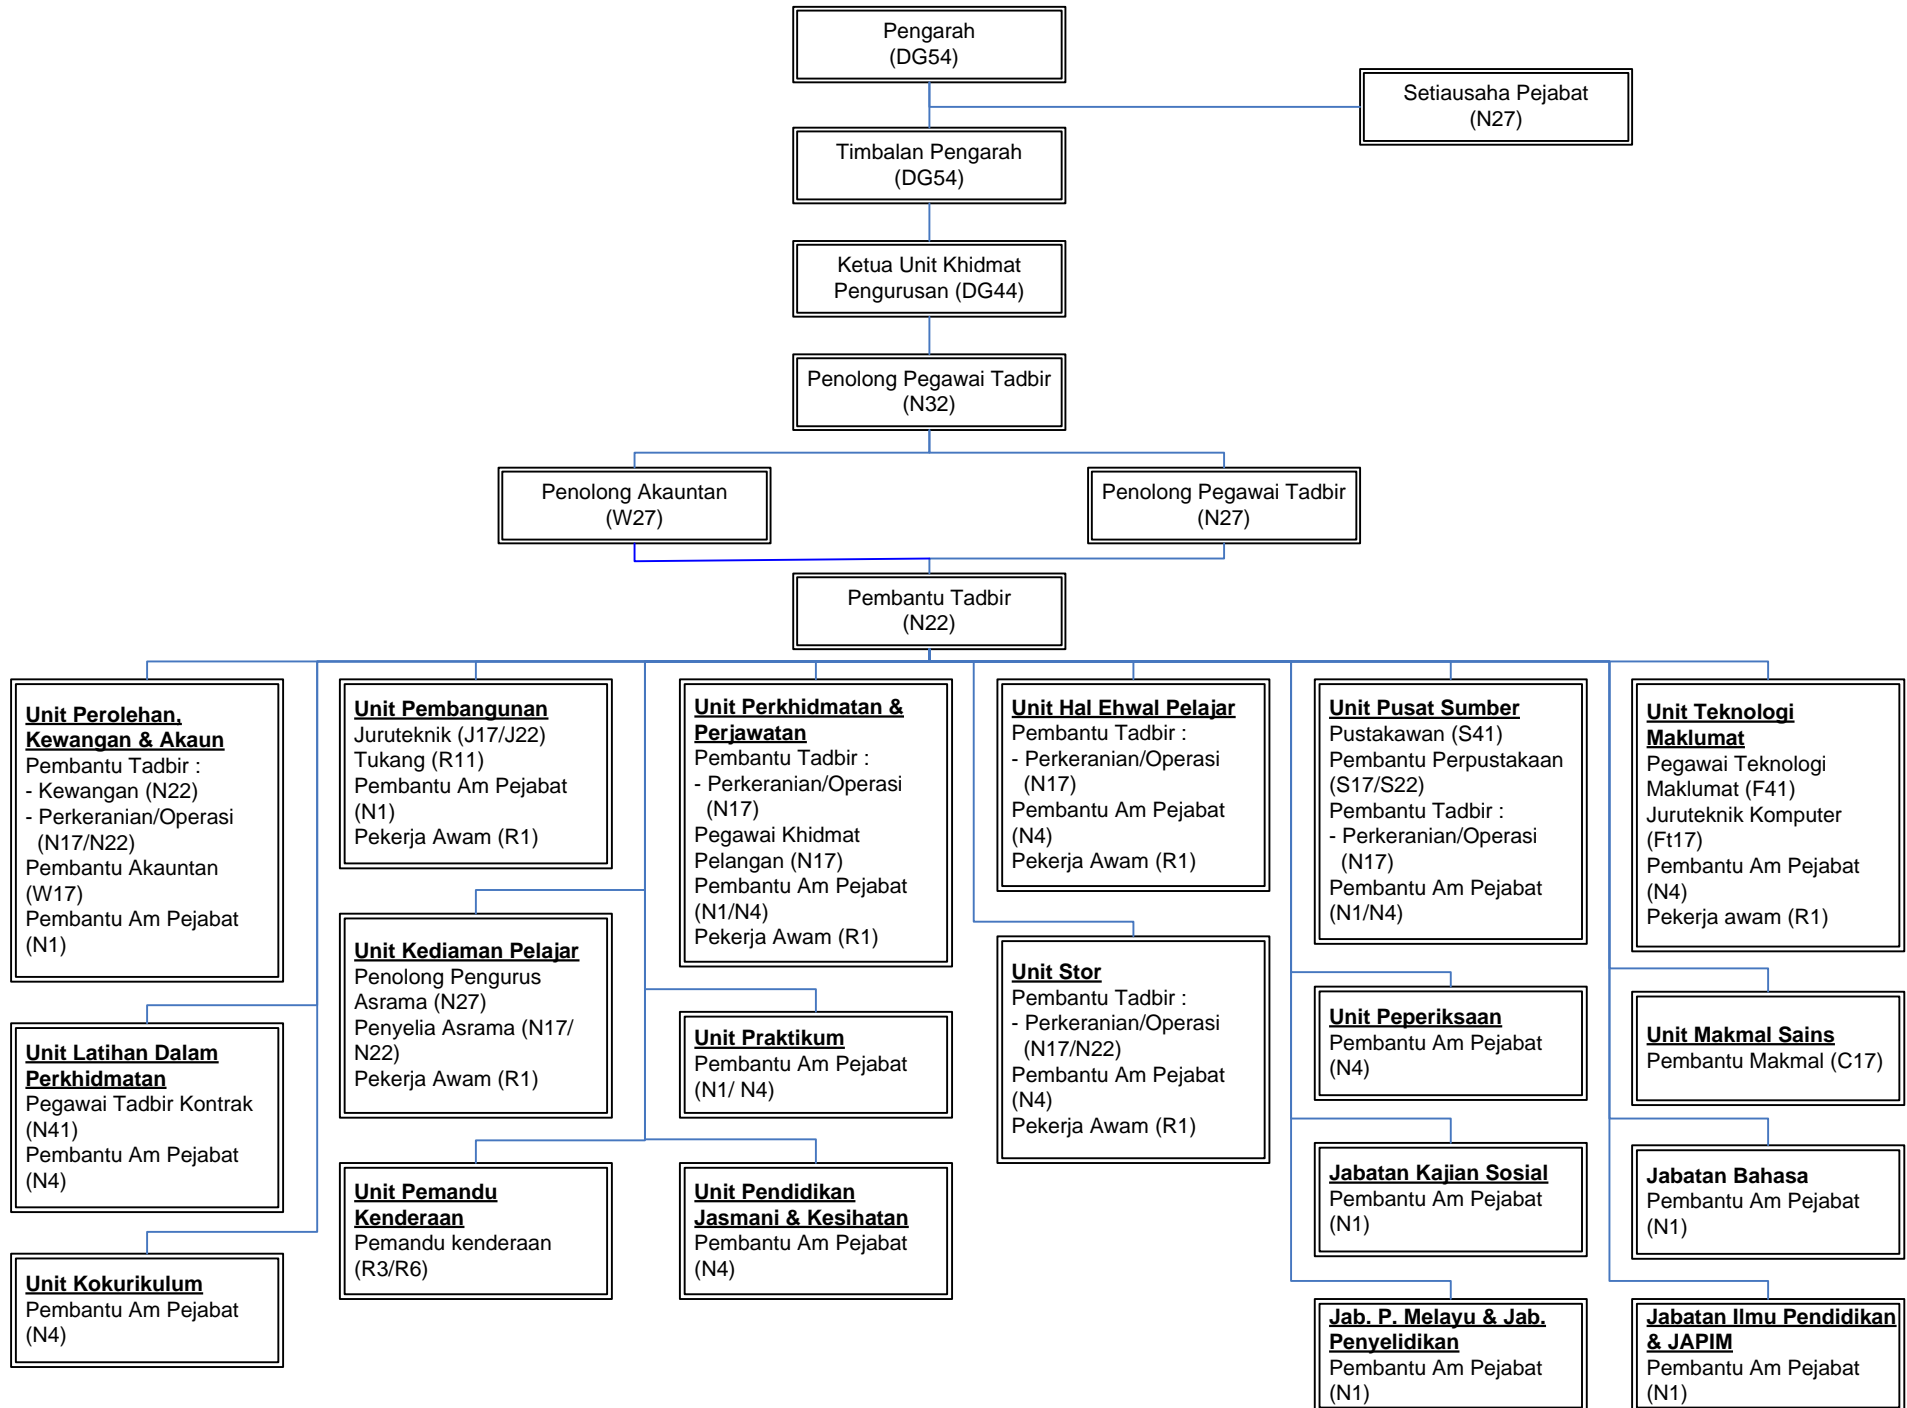 Pengarah
(DG54)
Setiausaha Pejabat
(N27)
Timbalan Pengarah
(DG54)
Ketua Unit Khidmat
Pengurusan (DG44)
Penolong Pegawai Tadbir
(N32)
Penolong Akauntan
(W27)
Penolong Pegawai Tadbir
(N27)
Pembantu Tadbir
(N22)
Unit Perolehan,
Kewangan & Akaun
Pembantu Tadbir :
- Kewangan (N22)
- Perkeranian/Operasi
(N17/N22)
Pembantu Akauntan
(W17)
Pembantu Am Pejabat
(N1)
Unit Latihan Dalam
Perkhidmatan
Pegawai Tadbir Kontrak
(N41)
Pembantu Am Pejabat
(N4)
Unit Kokurikulum
Pembantu Am Pejabat
(N4)
Unit Pembangunan
Juruteknik (J17/J22)
Tukang (R11)
Pembantu Am Pejabat
(N1)
Pekerja Awam (R1)
Unit Kediaman Pelajar
Penolong Pengurus
Asrama (N27)
Penyelia Asrama (N17/
N22)
Pekerja Awam (R1)
Unit Pemandu
Kenderaan
Pemandu kenderaan
(R3/R6)
Unit Perkhidmatan &
Perjawatan
Pembantu Tadbir :
- Perkeranian/Operasi
(N17)
Pegawai Khidmat
Pelangan (N17)
Pembantu Am Pejabat
(N1/N4)
Pekerja Awam (R1)
Unit Praktikum
Pembantu Am Pejabat
(N1/ N4)
Unit Pendidikan
Jasmani & Kesihatan
Pembantu Am Pejabat
(N4)
Unit Hal Ehwal Pelajar
Pembantu Tadbir :
- Perkeranian/Operasi
(N17)
Pembantu Am Pejabat
(N4)
Pekerja Awam (R1)
Unit Stor
Pembantu Tadbir :
- Perkeranian/Operasi
(N17/N22)
Pembantu Am Pejabat
(N4)
Pekerja Awam (R1)
Unit Pusat Sumber
Pustakawan (S41)
Pembantu Perpustakaan
(S17/S22)
Pembantu Tadbir :
- Perkeranian/Operasi
(N17)
Pembantu Am Pejabat
(N1/N4)
Unit Peperiksaan
Pembantu Am Pejabat
(N4)
Jabatan Kajian Sosial
Pembantu Am Pejabat
(N1)
Jab. P. Melayu & Jab.
Penyelidikan
Pembantu Am Pejabat
(N1)
Unit Teknologi
Maklumat
Pegawai Teknologi
Maklumat (F41)
Juruteknik Komputer
(Ft17)
Pembantu Am Pejabat
(N4)
Pekerja awam (R1)
Unit Makmal Sains
Pembantu Makmal (C17)
Jabatan Bahasa
Pembantu Am Pejabat
(N1)
Jabatan Ilmu Pendidikan
& JAPIM
Pembantu Am Pejabat
(N1)